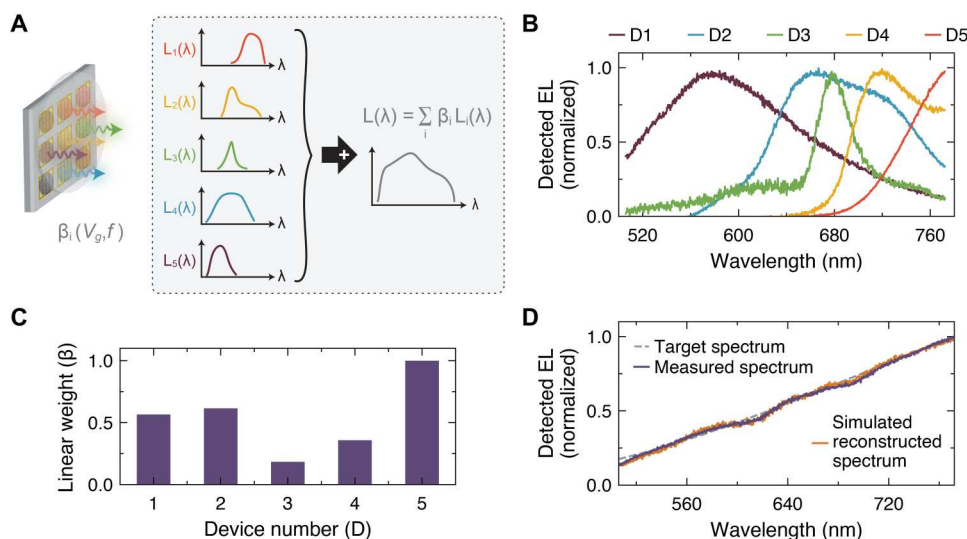 A
L₁(λ)
λ
L₂(λ)
λ
L₃(λ)
λ
L₄(λ)
λ
L₅(λ)
λ
+
L(λ) = ∑ βᵢ Lᵢ(λ)
i
λ
βᵢ (Vg,f)
B
D1 D2 D3 D4 D5
Detected EL
(normalized)
1.0
0.5
0.0
520 600 680 760
Wavelength (nm)
C
Linear weight (β)
1.0
0.5
0.0
1 2 3 4 5
Device number (D)
D
Detected EL
(normalized)
1.0
0.5
0.0
Target spectrum
Measured spectrum
Simulated
reconstructed
spectrum
560 640 720
Wavelength (nm)